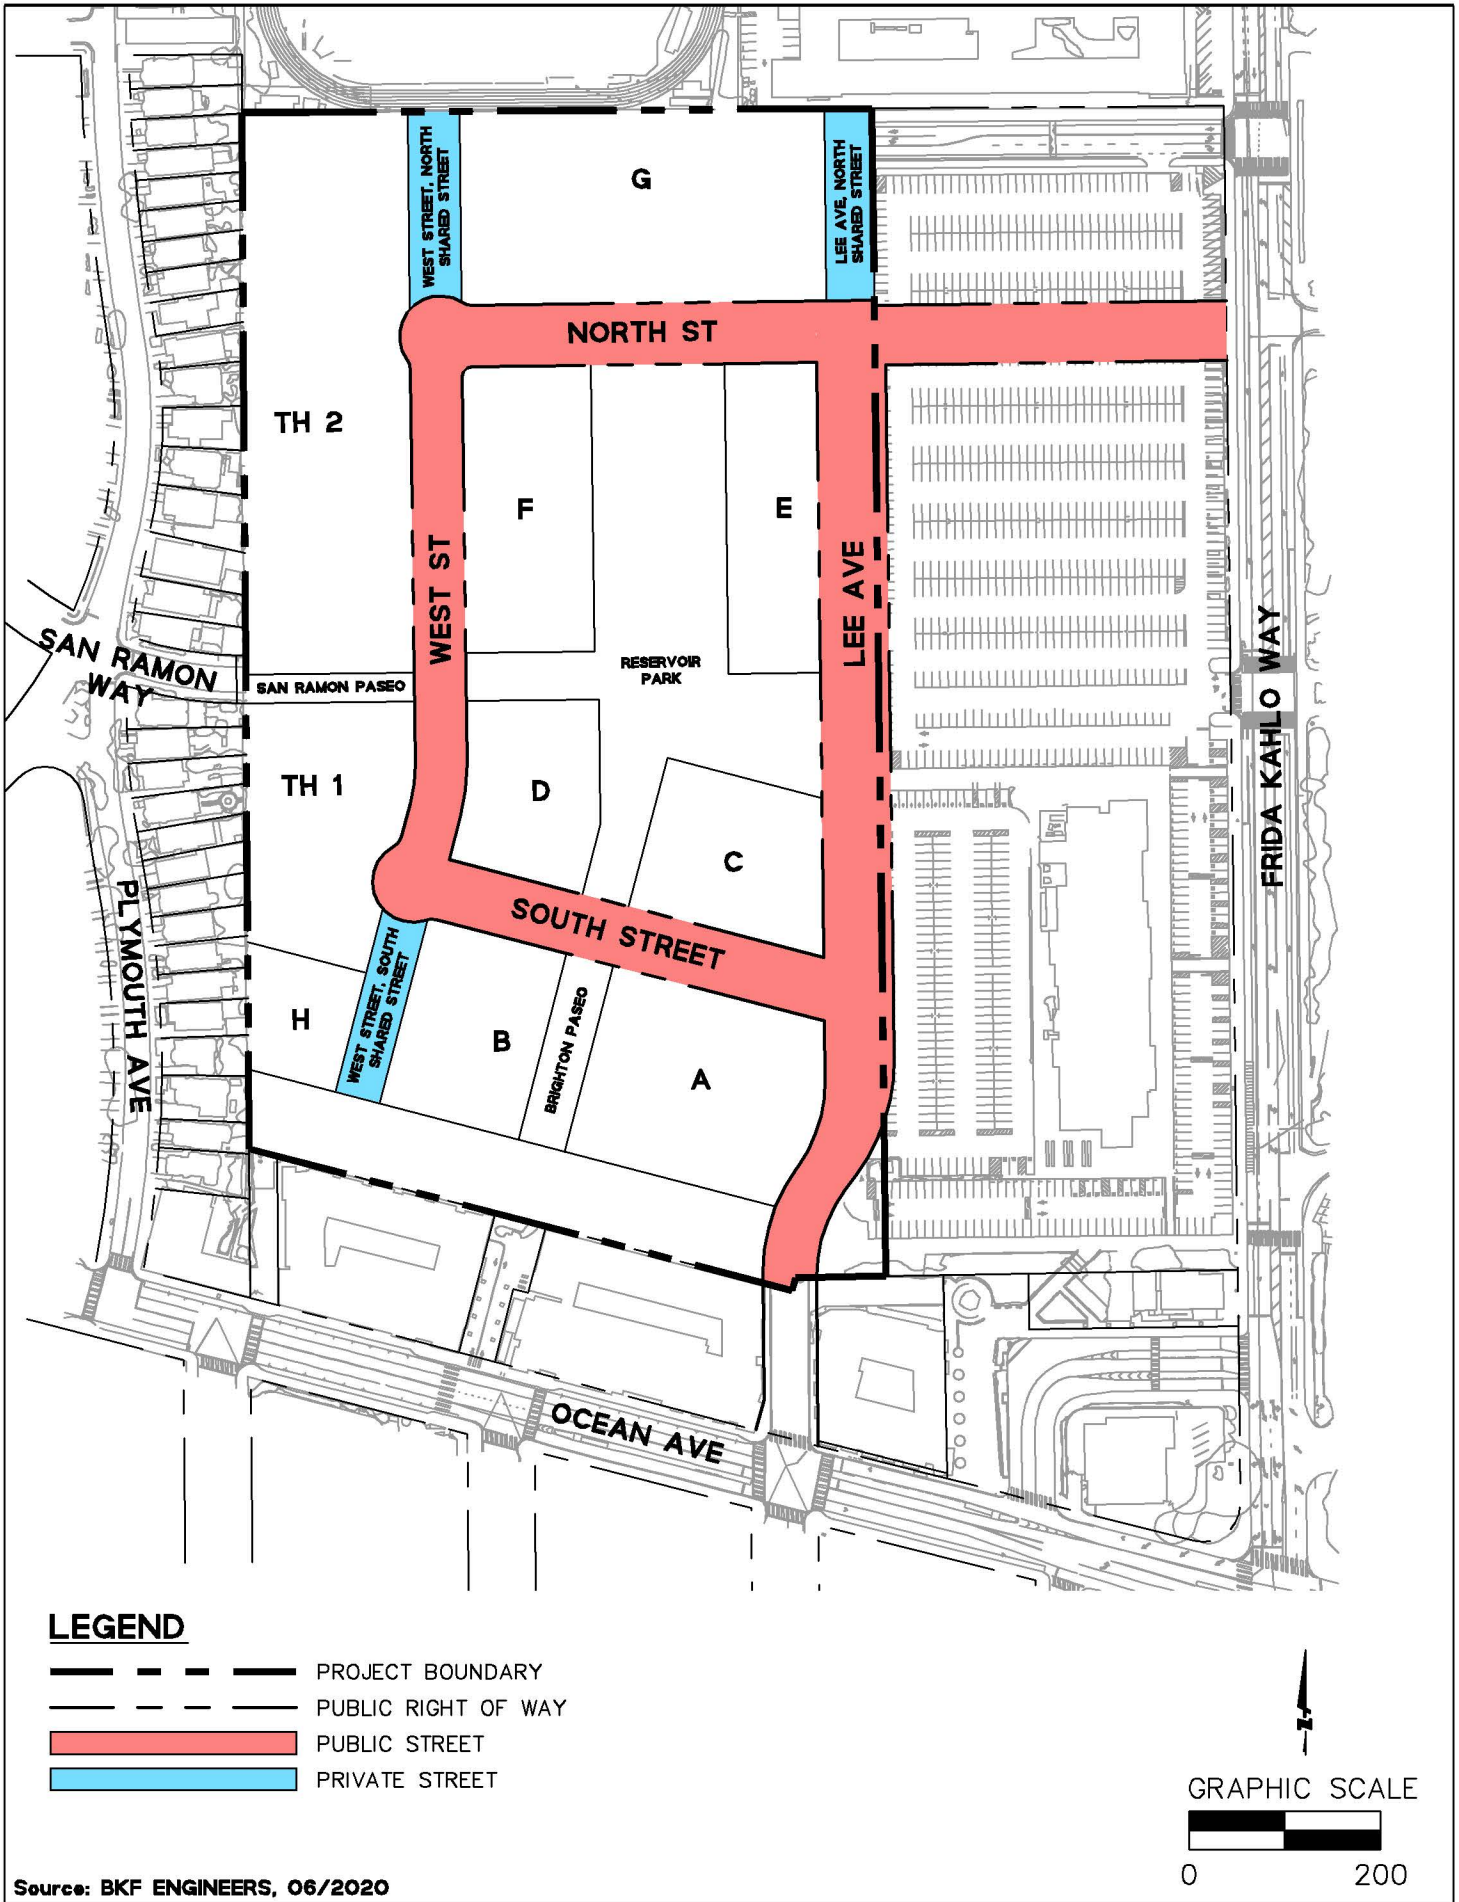 WEST STREET, NORTH
SHARED STREET
G
LEE AVE, NORTH
SHARED STREET
NORTH ST
TH 2
F
E
WEST ST
LEE AVE
SAN RAMON
WAY
SAN RAMON PASEO
RESERVOIR
PARK
FRIDA KAHLO WAY
TH 1
D
C
PLYMOUTH AVE
SOUTH STREET
WEST STREET, SOUTH
SHARED STREET
H
B
BRIGHTON PASEO
A
OCEAN AVE
LEGEND
PROJECT BOUNDARY
PUBLIC RIGHT OF WAY
PUBLIC STREET
PRIVATE STREET
Z
GRAPHIC SCALE
0 200
Source: BKF ENGINEERS, 06/2020